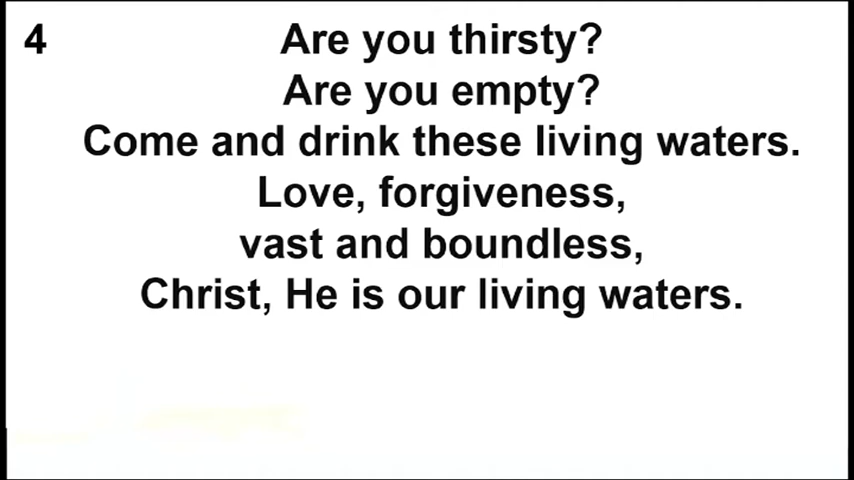 4
Are you thirsty?
Are you empty?
Come and drink these living waters.
Love, forgiveness,
vast and boundless,
Christ, He is our living waters.